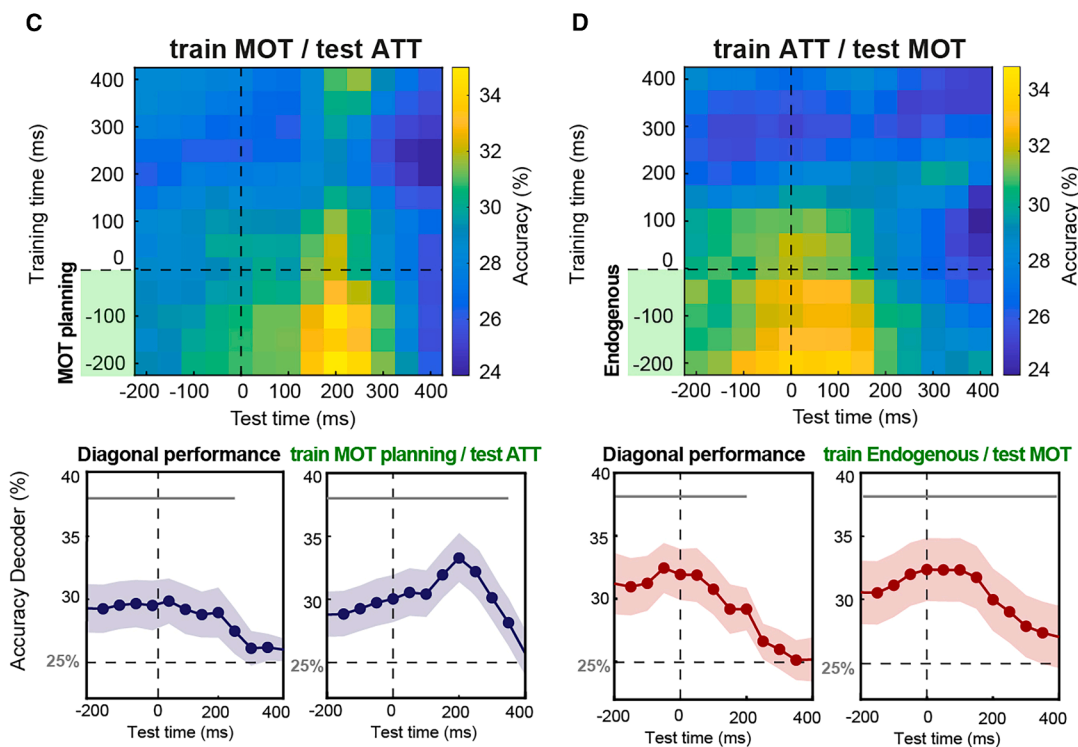 C
train MOT / test ATT
400
300
200
100
0
-100
-200
Training time (ms)
MOT planning
-200 -100 0 100 200 300 400
Test time (ms)
34
32
30
28
26
24
Accuracy (%)
D
train ATT / test MOT
400
300
200
100
0
-100
-200
Training time (ms)
Endogenous
-200 -100 0 100 200 300 400
Test time (ms)
34
32
30
28
26
24
Accuracy (%)
Diagonal performance
40
35
30
25%
Accuracy Decoder (%)
-200 0 200 400
Test time (ms)
train MOT planning / test ATT
40
35
30
25%
-200 0 200 400
Test time (ms)
Diagonal performance
40
35
30
25%
-200 0 200 400
Test time (ms)
train Endogenous / test MOT
40
35
30
25%
-200 0 200 400
Test time (ms)